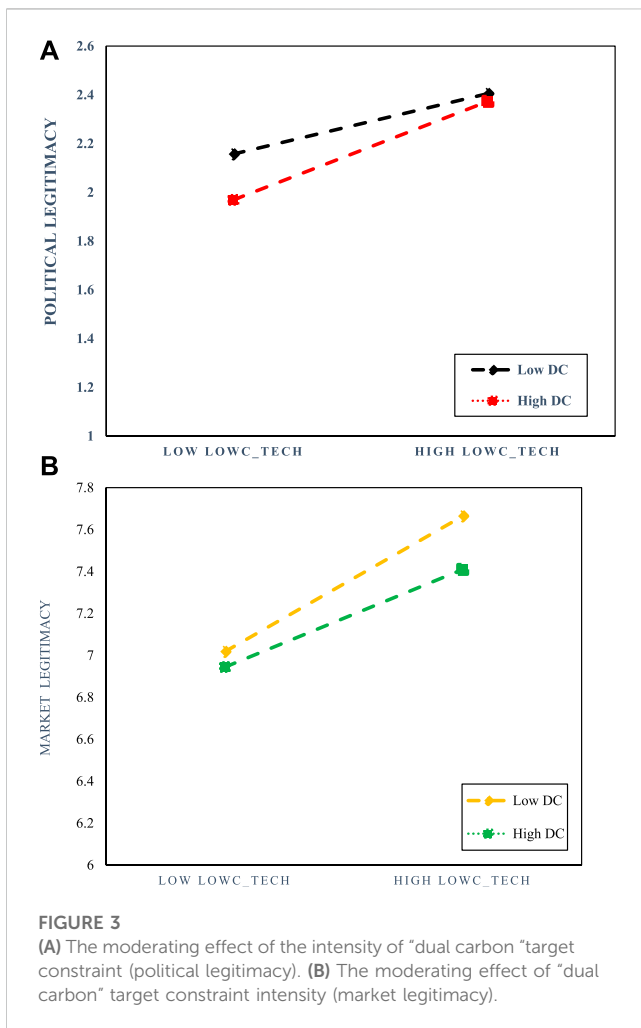 A
2.6
2.4
2.2
2
1.8
1.6
1.4
1.2
1
POLITICAL LEGITIMACY
Low DC
High DC
LOW LOWC_TECH HIGH LOWC_TECH
B
7.8
7.6
7.4
7.2
7
6.8
6.6
6.4
6.2
6
MARKET LEGITIMACY
Low DC
High DC
LOW LOWC_TECH HIGH LOWC_TECH
FIGURE 3
(A) The moderating effect of the intensity of “dual carbon “target
constraint (political legitimacy). (B) The moderating effect of “dual
carbon” target constraint intensity (market legitimacy).